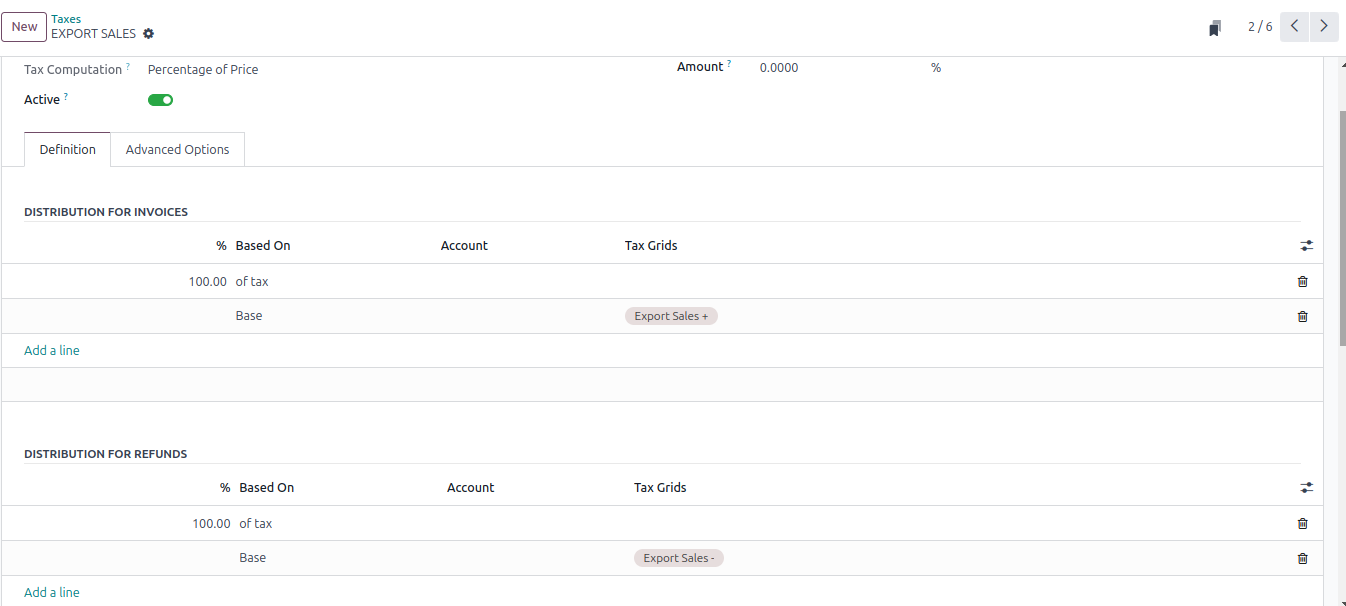 New
Taxes
EXPORT SALES
2 / 6
Tax Computation ? Percentage of Price
Amount ? 0.0000 %
Active ?
Definition Advanced Options
DISTRIBUTION FOR INVOICES
% Based On Account Tax Grids
100.00 of tax
Base Export Sales +
Add a line
DISTRIBUTION FOR REFUNDS
% Based On Account Tax Grids
100.00 of tax
Base Export Sales -
Add a line